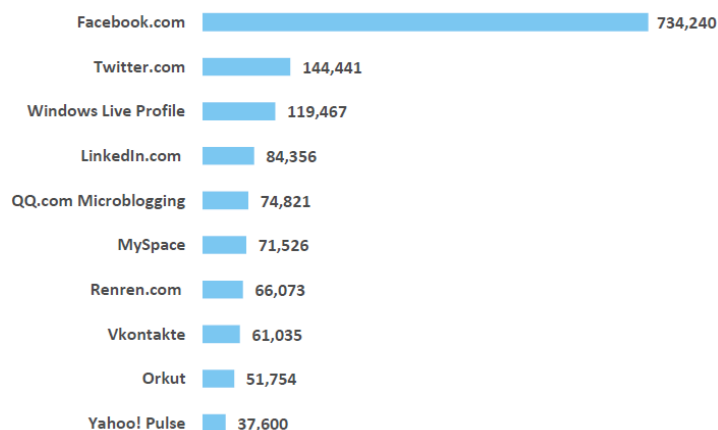 Facebook.com 734,240
Twitter.com 144,441
Windows Live Profile 119,467
LinkedIn.com 84,356
QQ.com Microblogging 74,821
MySpace 71,526
Renren.com 66,073
Vkontakte 61,035
Orkut 51,754
Yahoo! Pulse 37,600